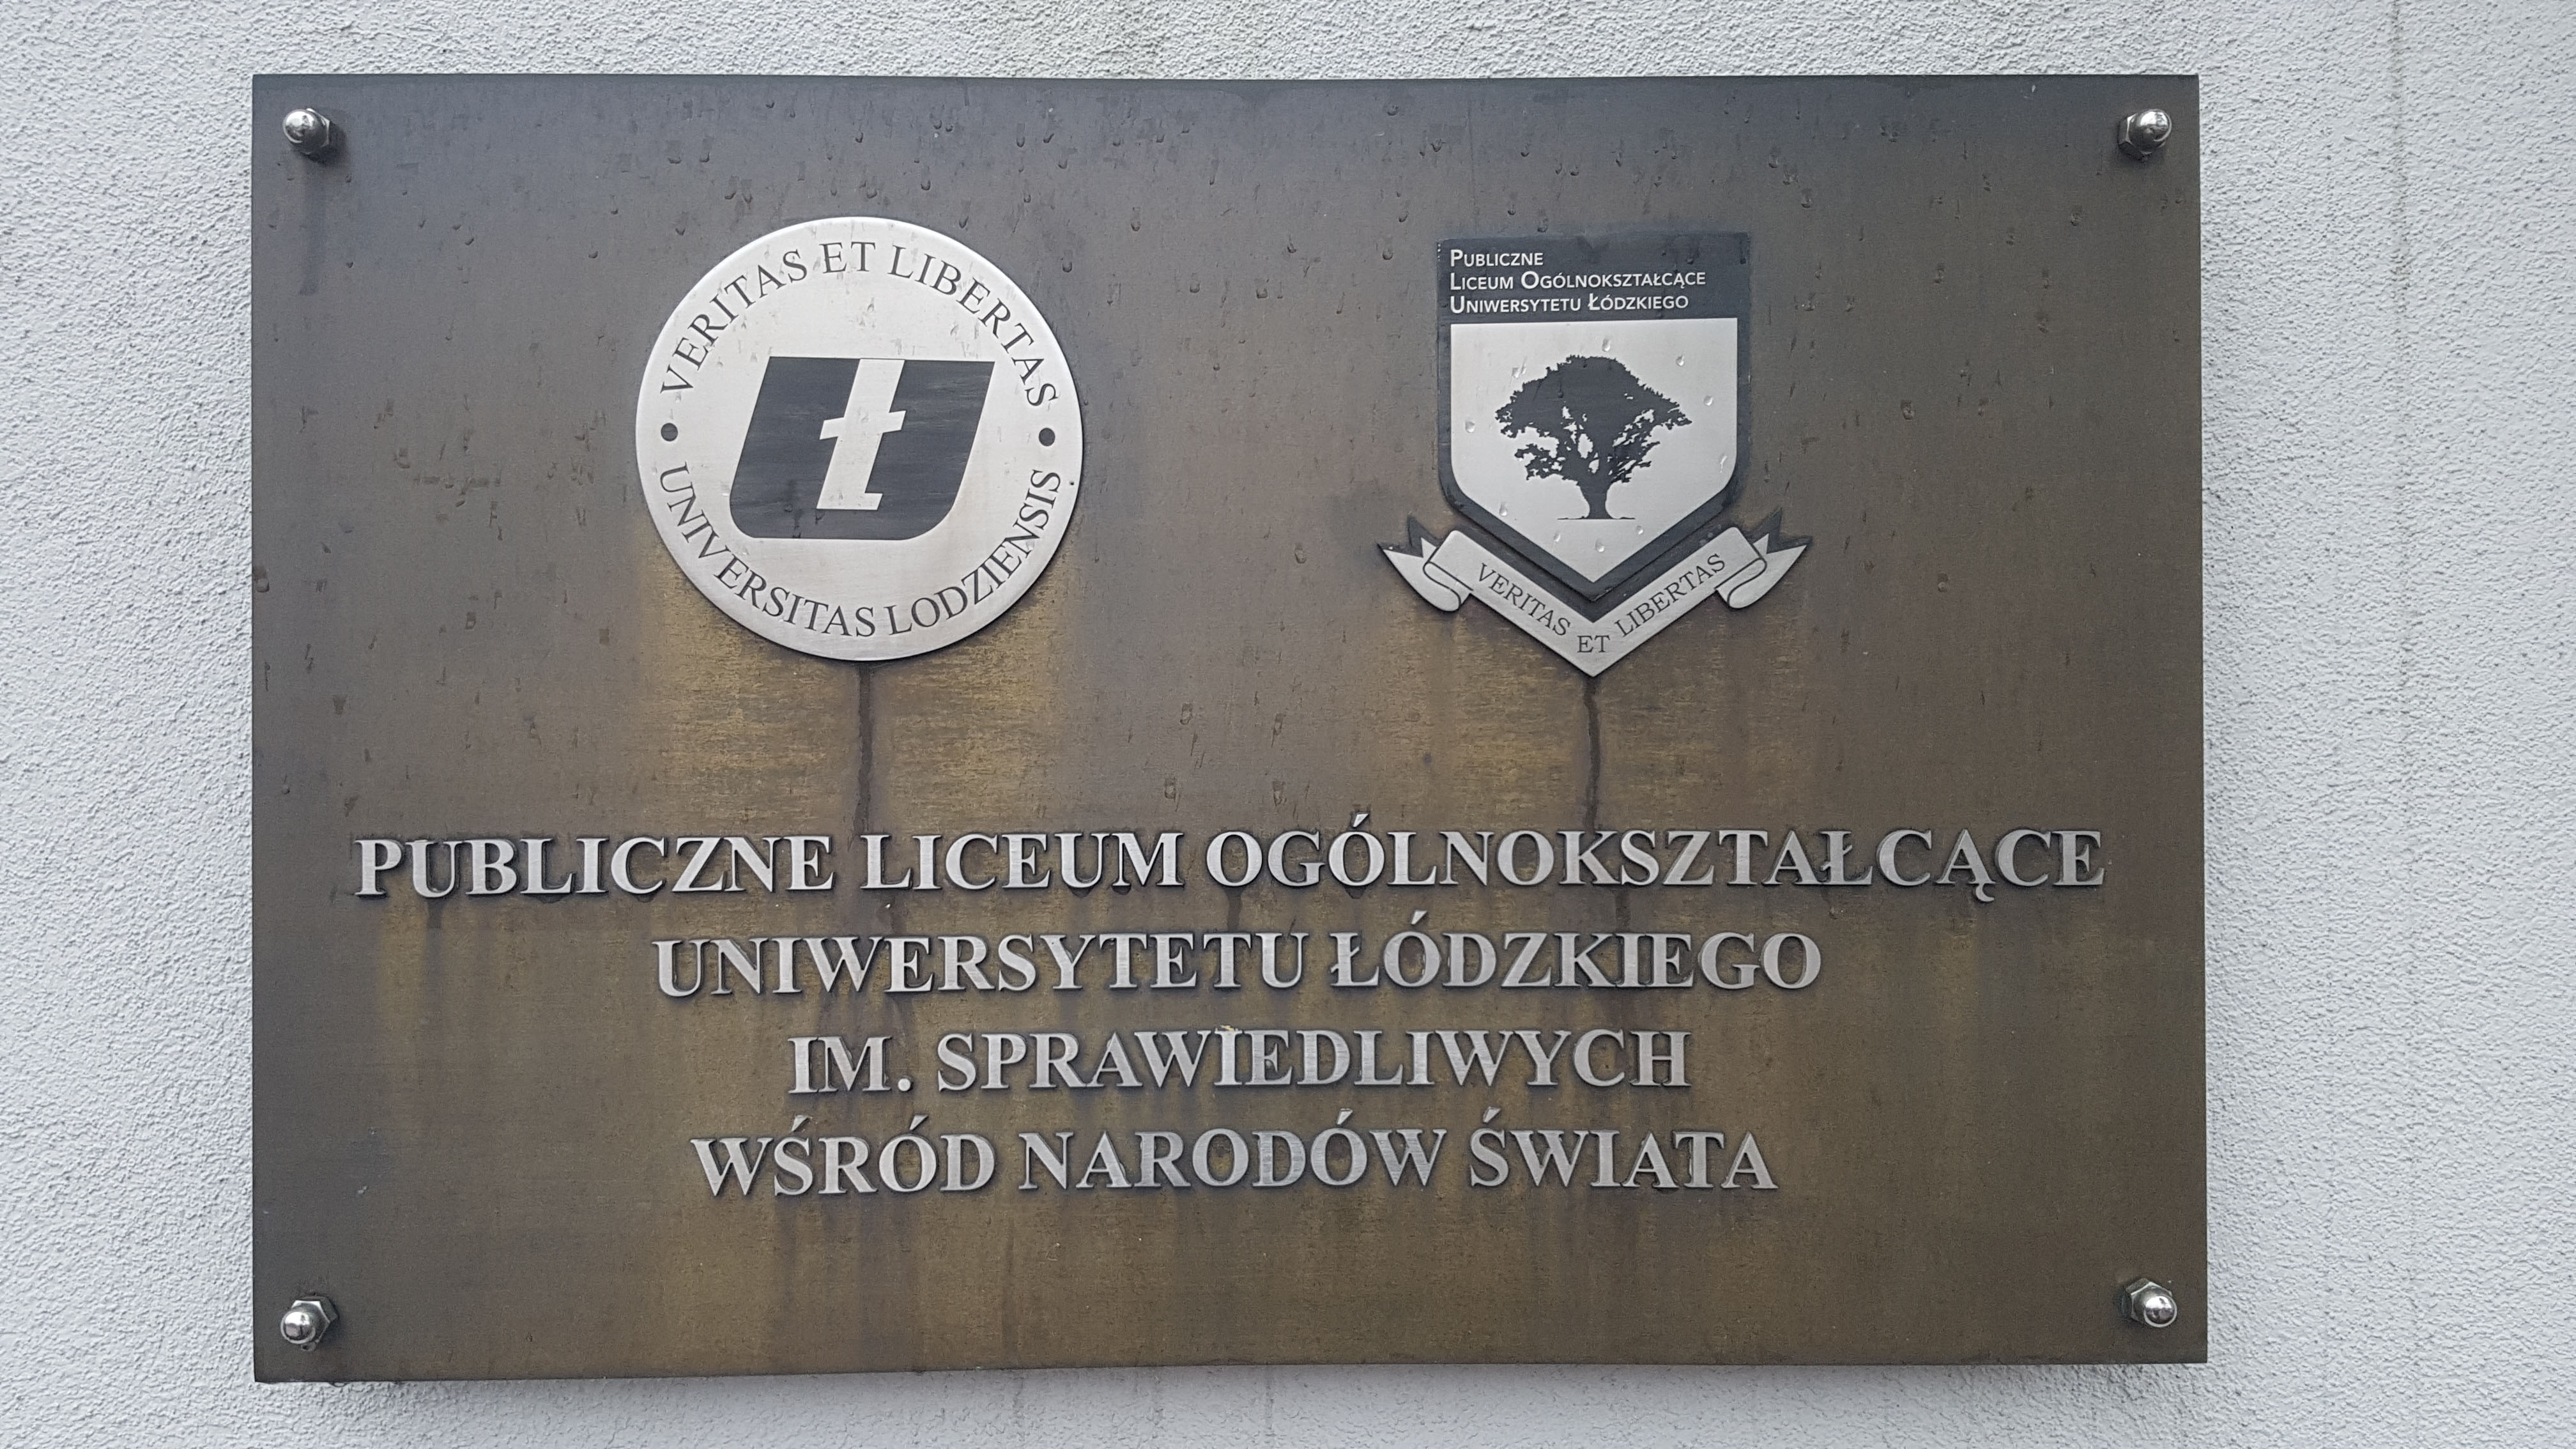 VERITAS ET LIBERTAS
UNIVERSITAS LODZIENSIS
PUBLICZNE
LICEUM OGÓLNOKSZTAŁCĄCE
UNIWERSYTETU ŁÓDZKIEGO
VERITAS ET LIBERTAS
PUBLICZNE LICEUM OGÓLNOKSZTAŁCĄCE
UNIWERSYTETU ŁÓDZKIEGO
IM. SPRAWIEDLIWYCH
WŚRÓD NARODÓW ŚWIATA